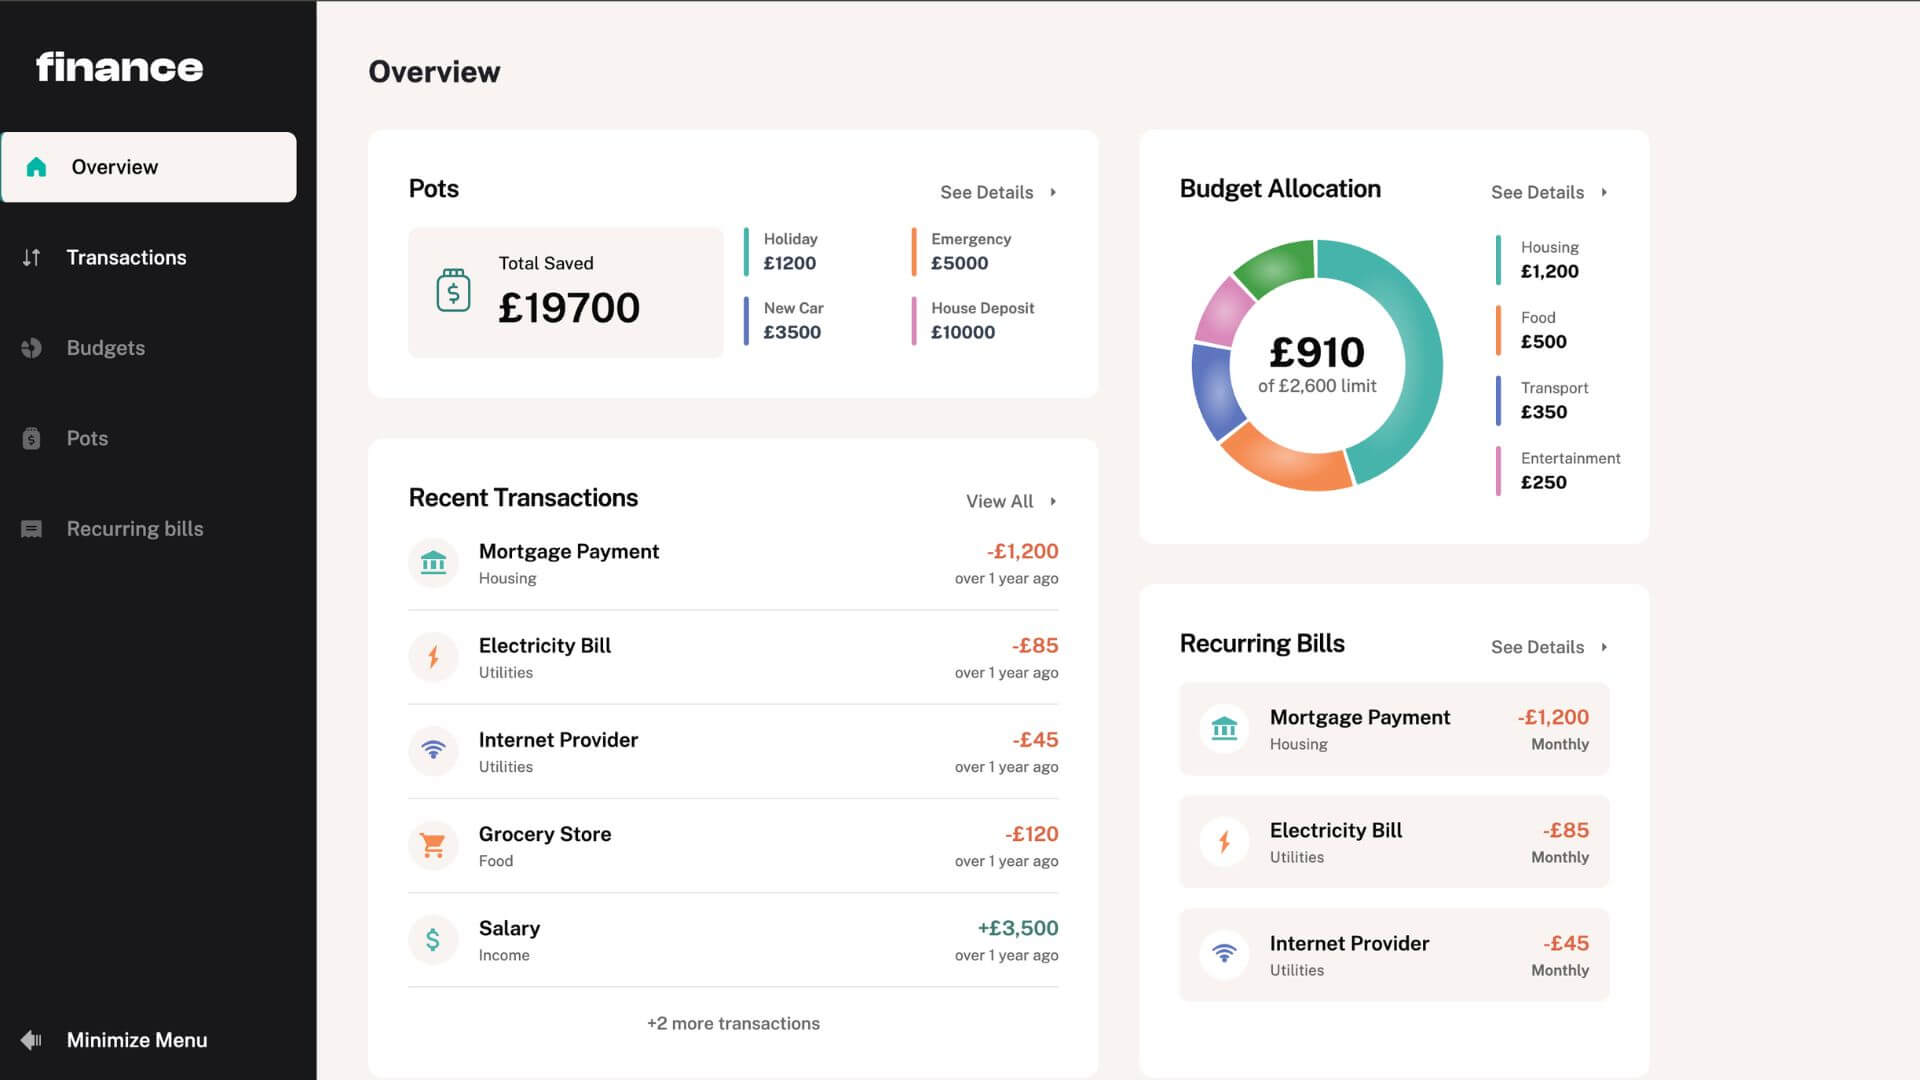 finance
Overview
Transactions
Budgets
Pots
Recurring bills
Minimize Menu
Overview
Pots
See Details
Total Saved
£19700
Holiday
£1200
Emergency
£5000
New Car
£3500
House Deposit
£10000
Recent Transactions
View All
Mortgage Payment
-£1,200
Housing
over 1 year ago
Electricity Bill
-£85
Utilities
over 1 year ago
Internet Provider
-£45
Utilities
over 1 year ago
Grocery Store
-£120
Food
over 1 year ago
Salary
+£3,500
Income
over 1 year ago
+2 more transactions
Budget Allocation
See Details
£910
of £2,600 limit
Housing
£1,200
Food
£500
Transport
£350
Entertainment
£250
Recurring Bills
See Details
Mortgage Payment
-£1,200
Housing
Monthly
Electricity Bill
-£85
Utilities
Monthly
Internet Provider
-£45
Utilities
Monthly